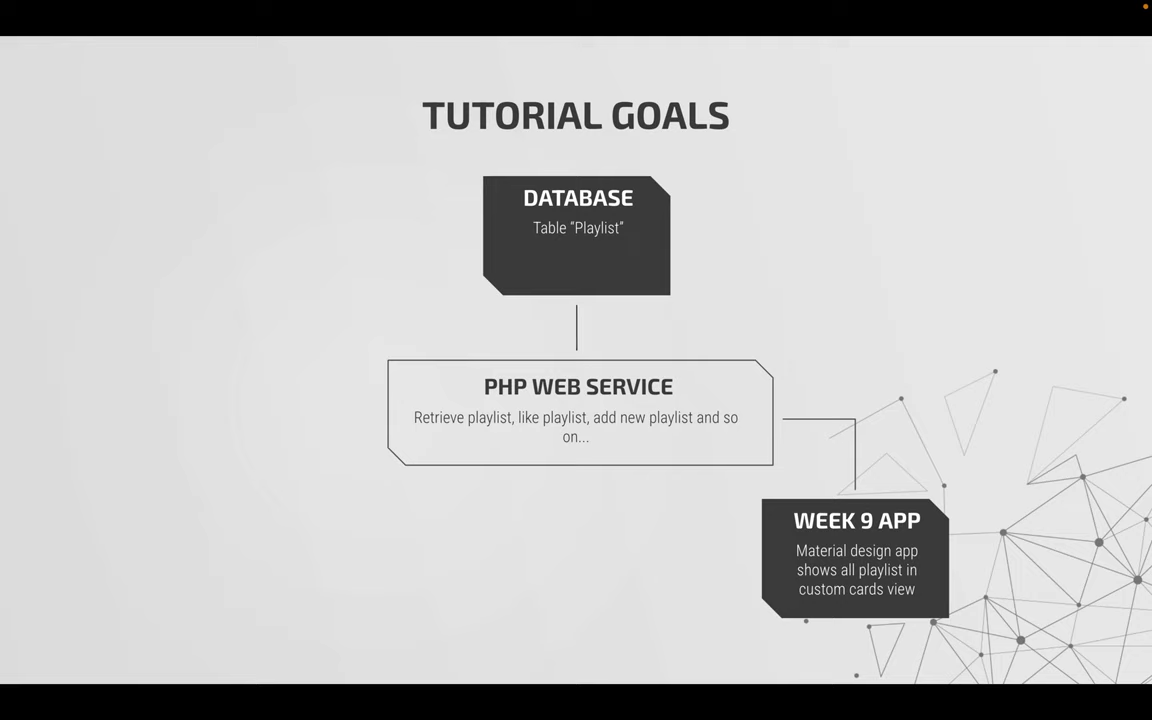 TUTORIAL GOALS
DATABASE
Table “Playlist”
PHP WEB SERVICE
Retrieve playlist, like playlist, add new playlist and so
on...
WEEK 9 APP
Material design app
shows all playlist in
custom cards view